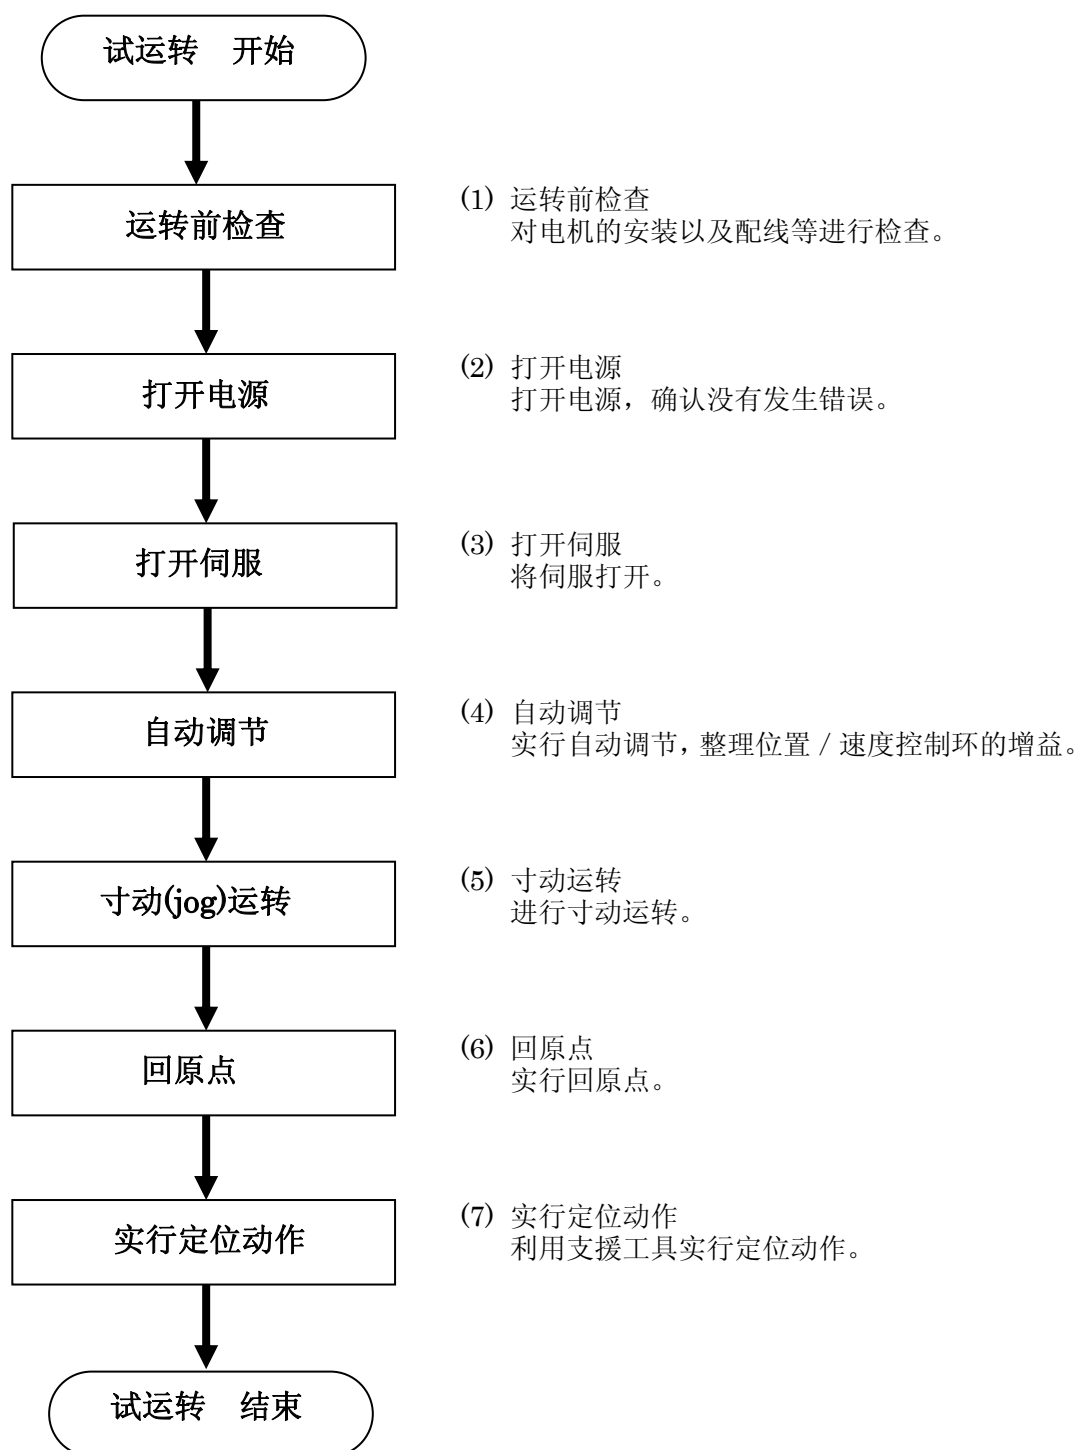 试运转 开始
运转前检查
(1) 运转前检查
对电机的安装以及配线等进行检查。
打开电源
(2) 打开电源
打开电源，确认没有发生错误。
打开伺服
(3) 打开伺服
将伺服打开。
自动调节
(4) 自动调节
实行自动调节，整理位置 / 速度控制环的增益。
寸动(jog)运转
(5) 寸动运转
进行寸动运转。
回原点
(6) 回原点
实行回原点。
实行定位动作
(7) 实行定位动作
利用支援工具实行定位动作。
试运转 结束